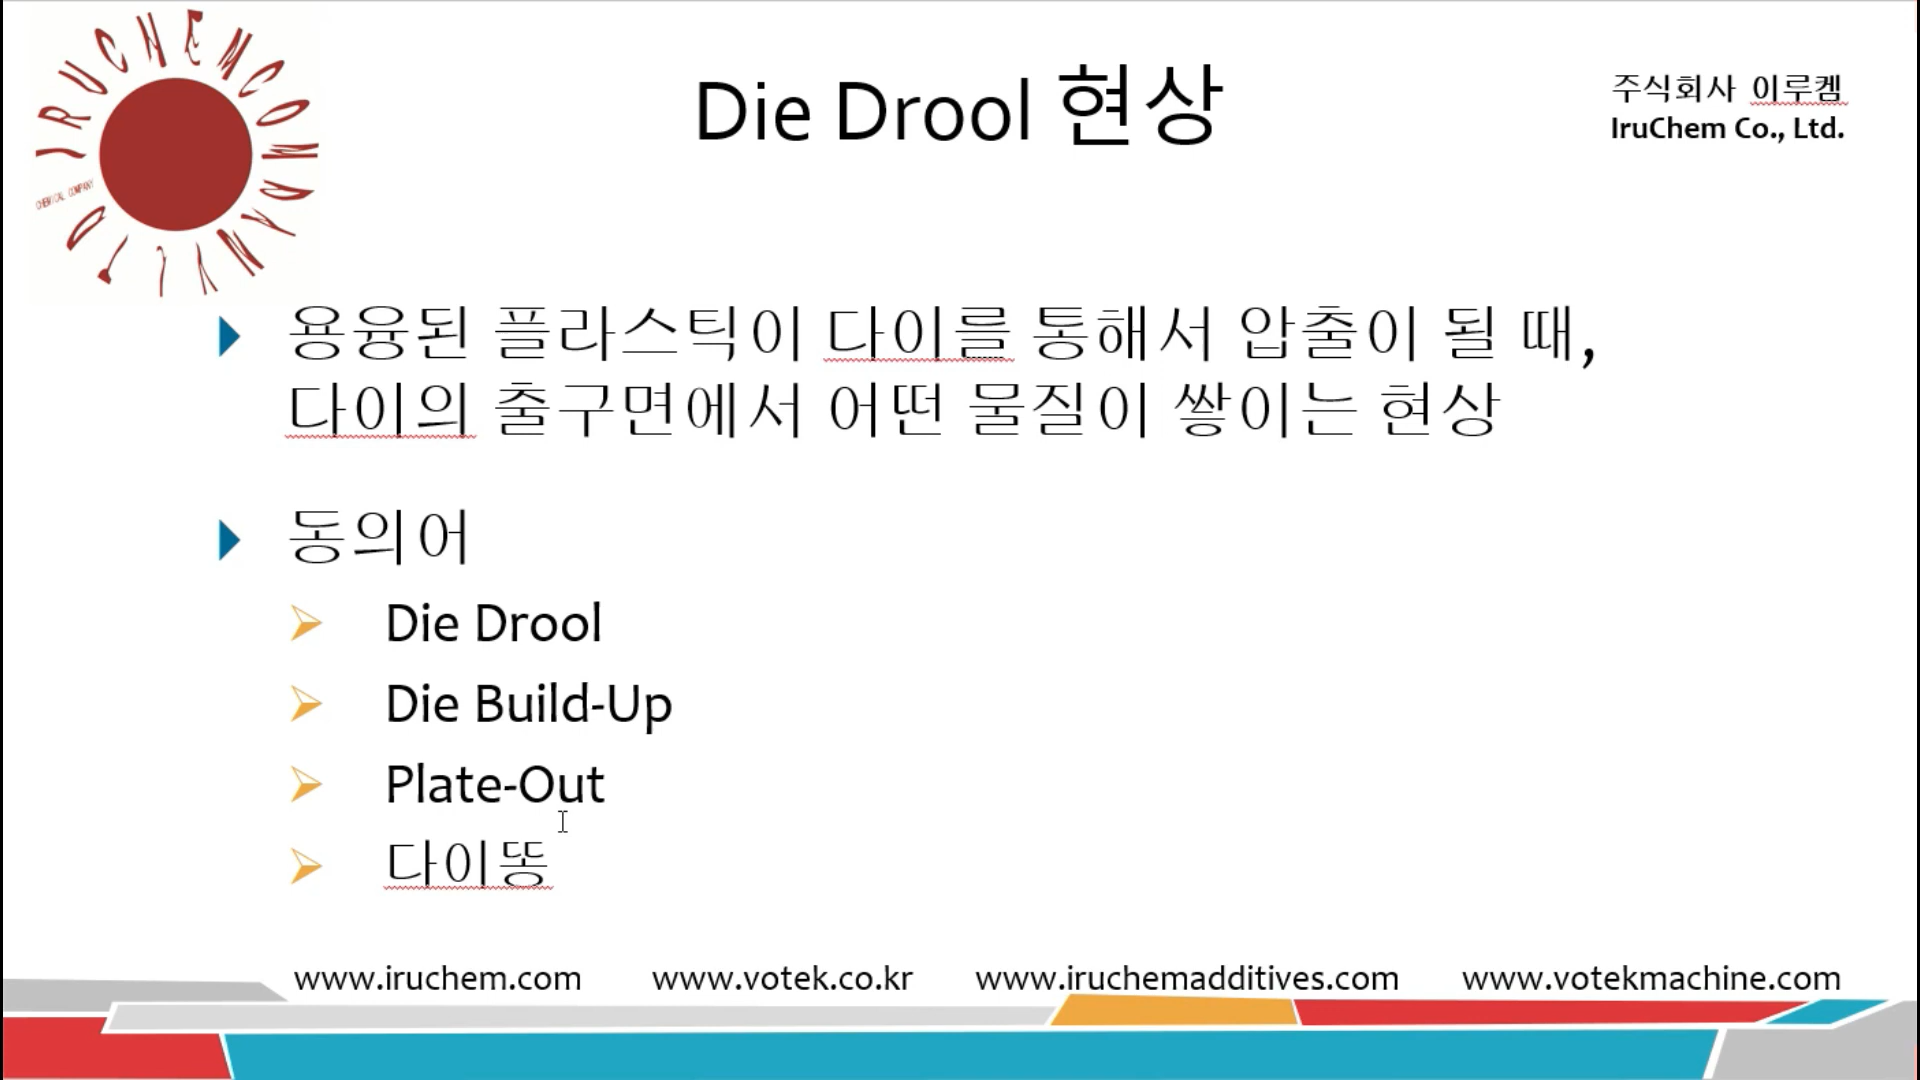 IRUCHEM COMPANY LTD
CHEMICAL COMPANY
Die Drool 현상
주식회사 이루켐
IruChem Co., Ltd.
용융된 플라스틱이 다이를 통해서 압출이 될 때,
다이의 출구면에서 어떤 물질이 쌓이는 현상
동의어
Die Drool
Die Build-Up
Plate-Out
다이똥
www.iruchem.com www.votek.co.kr www.iruchemadditives.com www.votekmachine.com